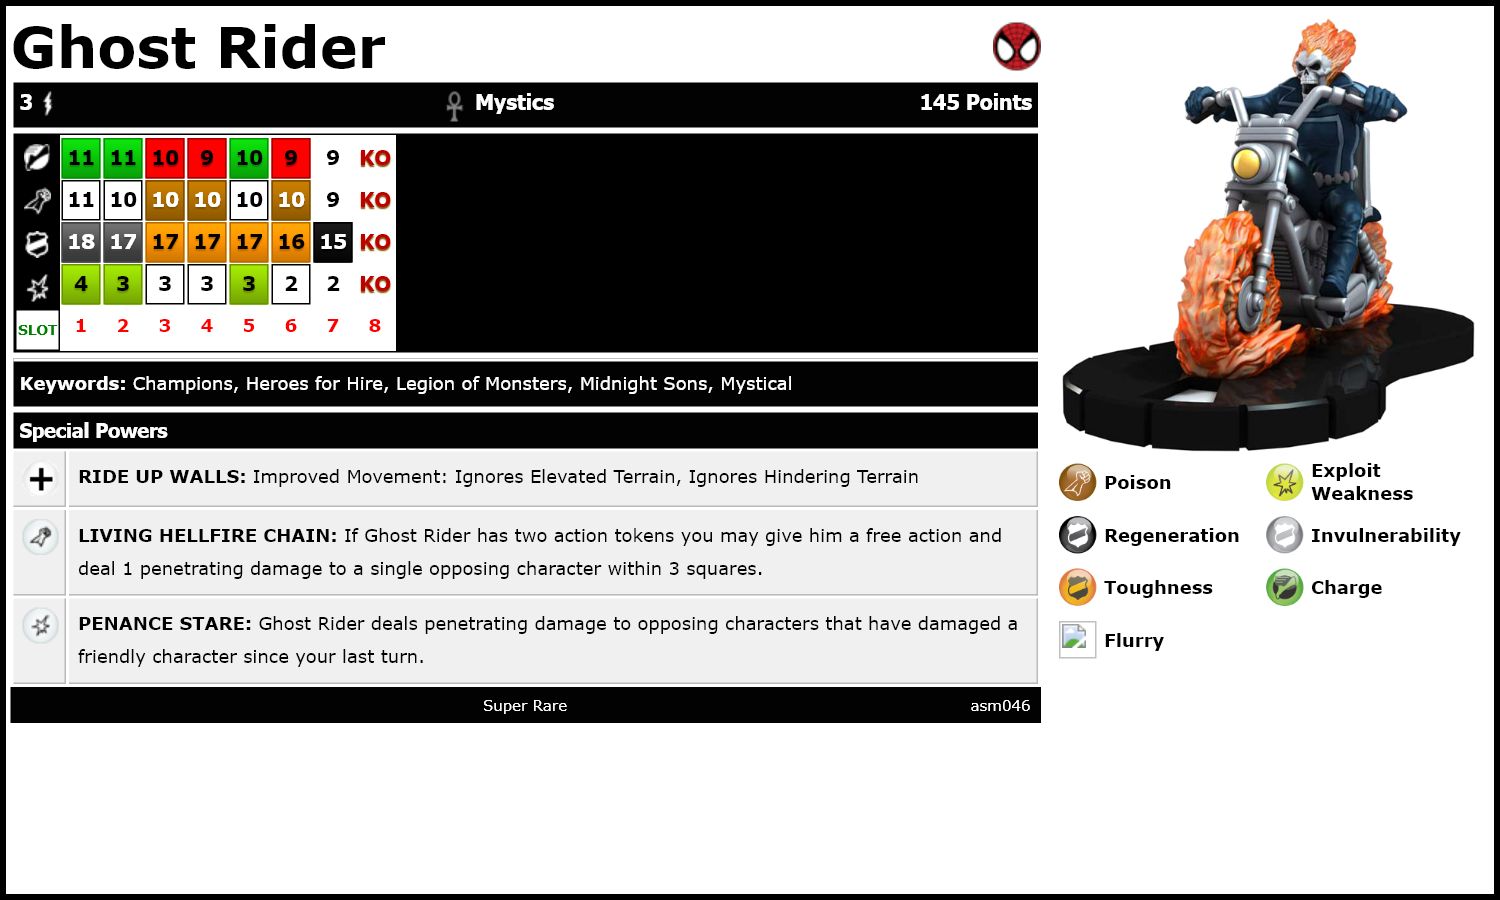 Ghost Rider
3 Mystics 145 Points
11 11 10 9 10 9 9 KO
11 10 10 10 10 10 9 KO
18 17 17 17 17 16 15 KO
4 3 3 3 3 2 2 KO
SLOT 1 2 3 4 5 6 7 8
Keywords: Champions, Heroes for Hire, Legion of Monsters, Midnight Sons, Mystical
Special Powers
RIDE UP WALLS: Improved Movement: Ignores Elevated Terrain, Ignores Hindering Terrain
LIVING HELLFIRE CHAIN: If Ghost Rider has two action tokens you may give him a free action and
deal 1 penetrating damage to a single opposing character within 3 squares.
PENANCE STARE: Ghost Rider deals penetrating damage to opposing characters that have damaged a
friendly character since your last turn.
Super Rare asm046
Poison
Exploit
Weakness
Regeneration
Invulnerability
Toughness
Charge
Flurry